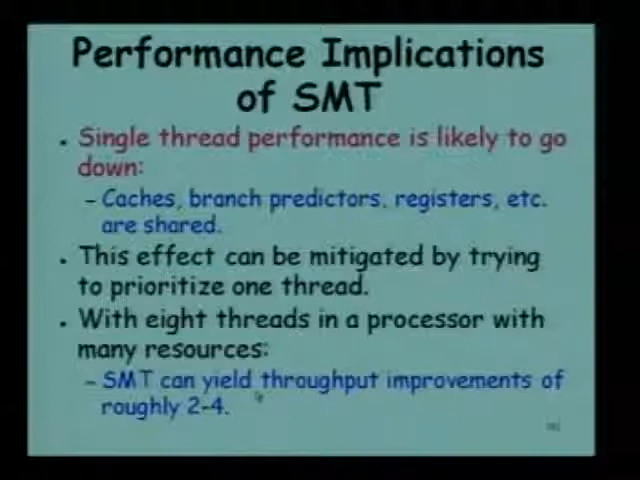 Performance Implications
of SMT
• Single thread performance is likely to go
down:
– Caches, branch predictors, registers, etc.
are shared.
• This effect can be mitigated by trying
to prioritize one thread.
• With eight threads in a processor with
many resources:
– SMT can yield throughput improvements of
roughly 2-4.